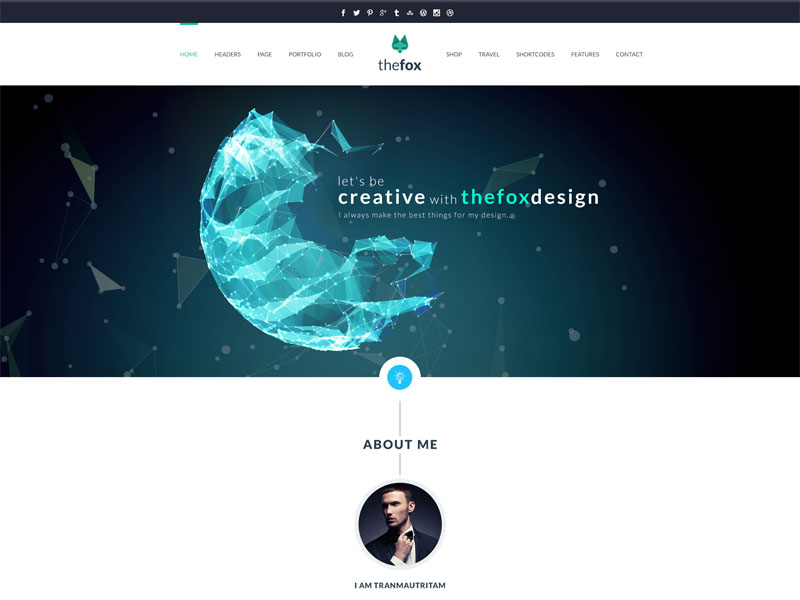 HOME HEADERS PAGE PORTFOLIO BLOG thefox SHOP TRAVEL SHORTCODES FEATURES CONTACT
let's be
creative with thefoxdesign
I always make the best things for my design...
ABOUT ME
I AM TRANMAUTRITAM